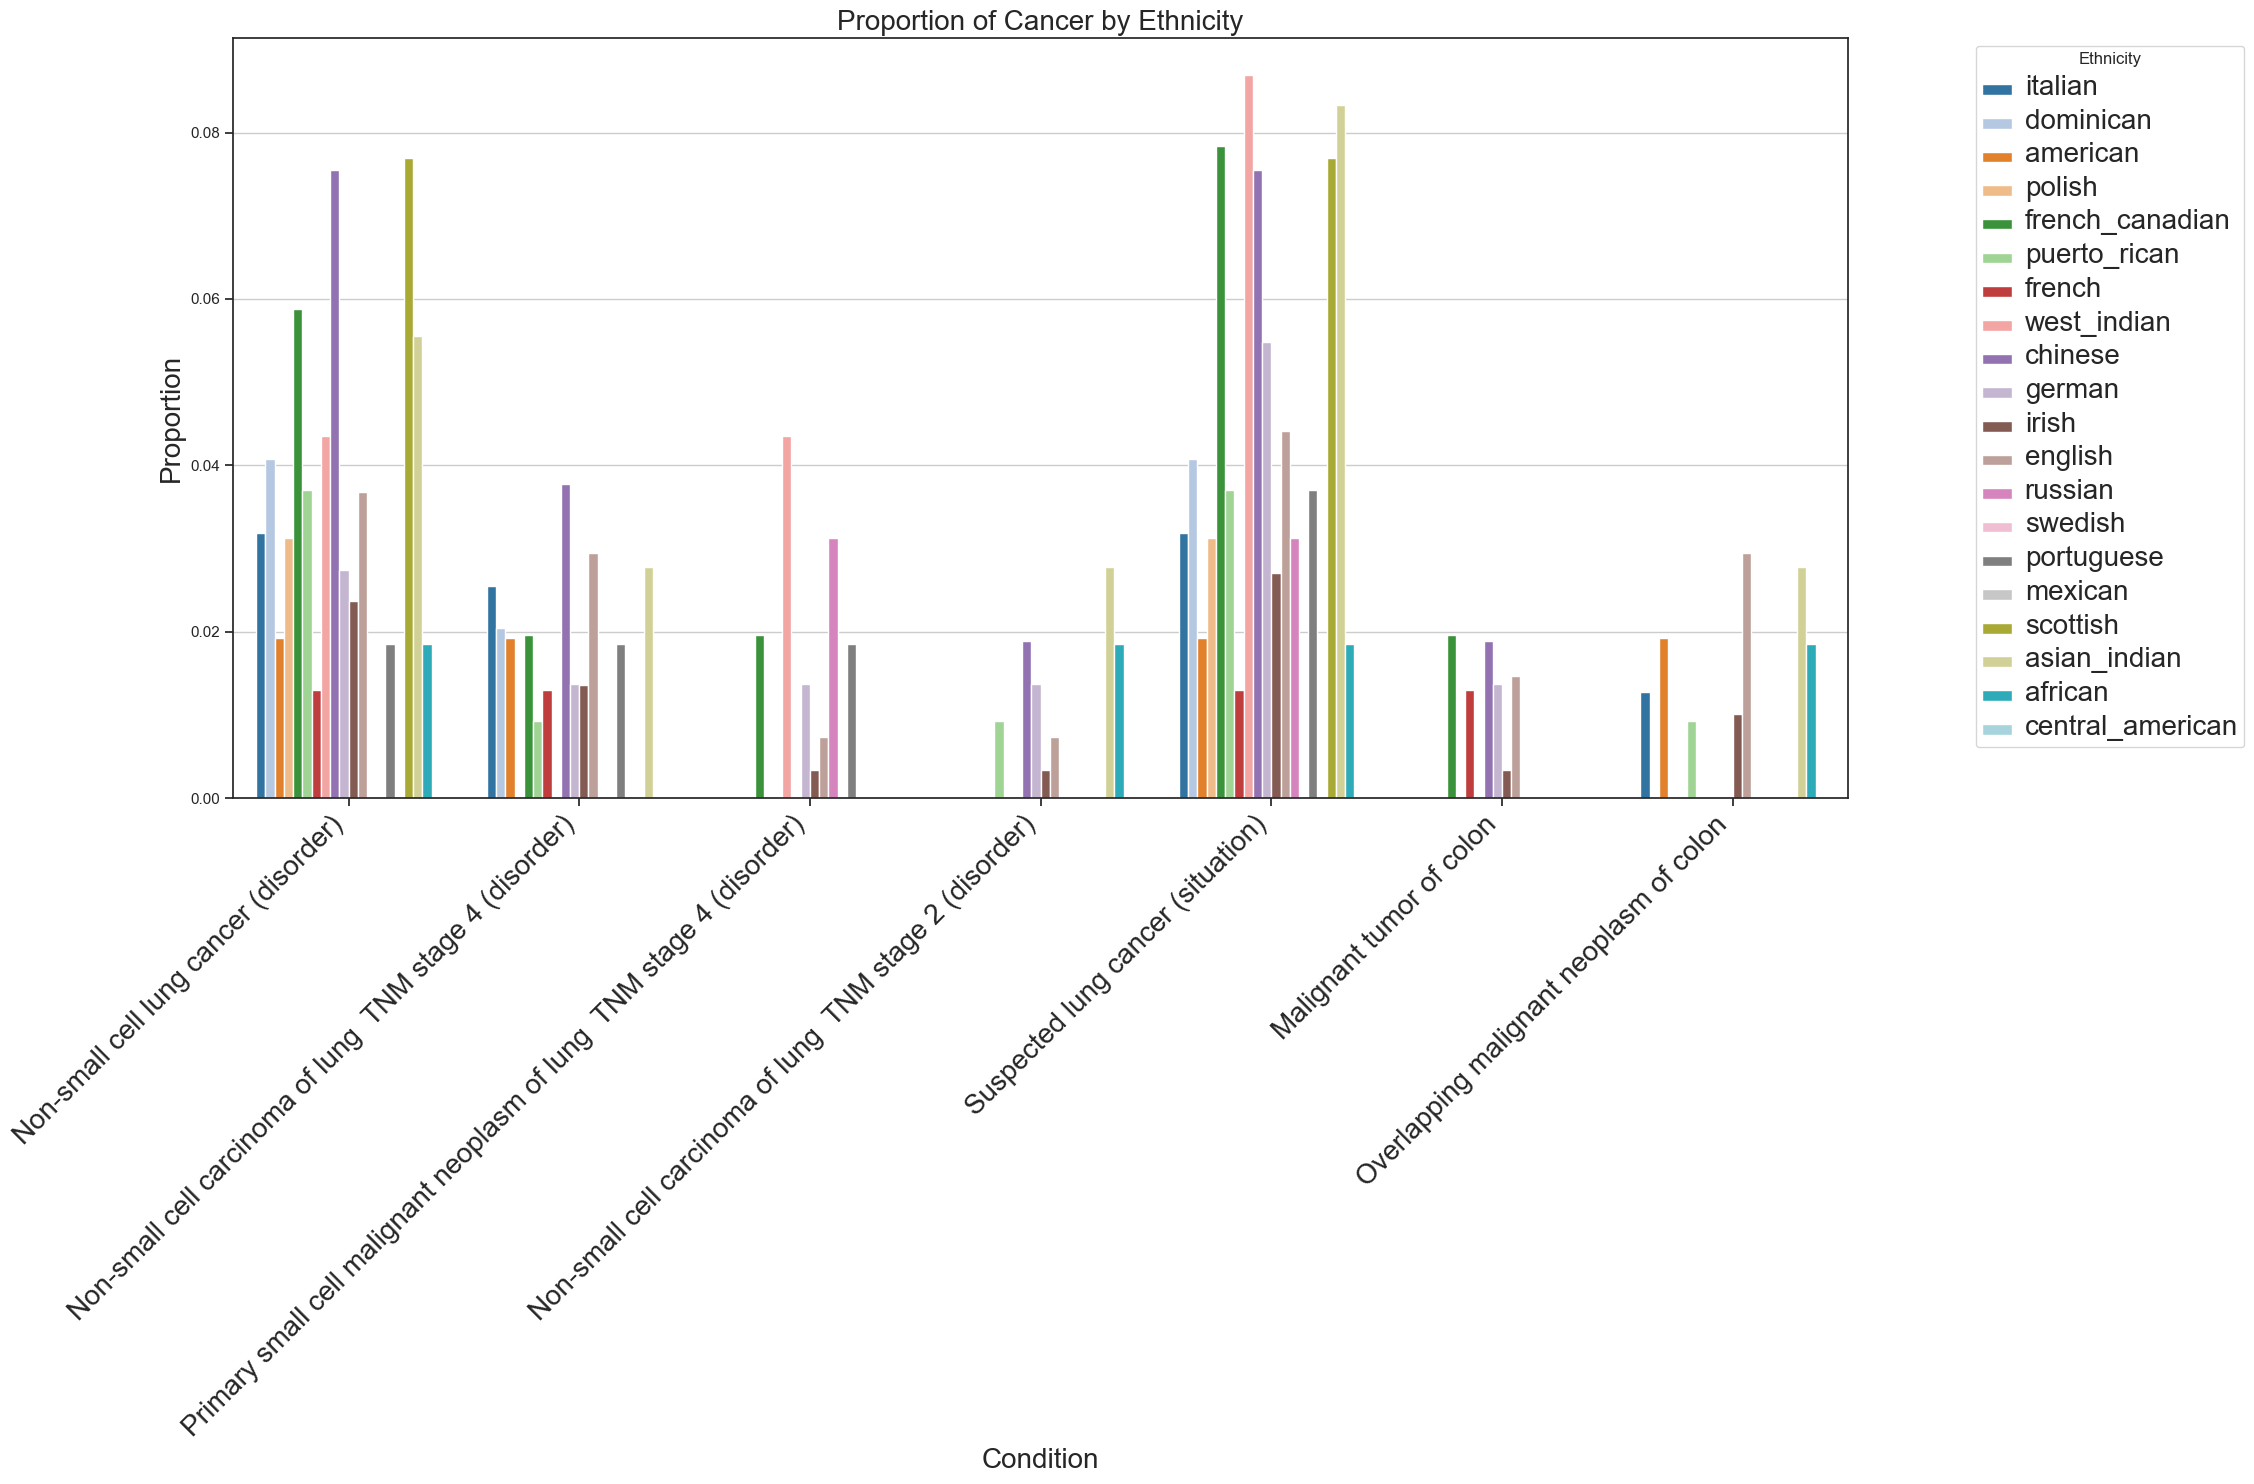 Proportion of Cancer by Ethnicity
Proportion
0.08
0.06
0.04
0.02
0.00
Non-small cell lung cancer (disorder)
Non-small cell carcinoma of lung  TNM stage 4 (disorder)
Primary small cell malignant neoplasm of lung  TNM stage 4 (disorder)
Non-small cell carcinoma of lung  TNM stage 2 (disorder)
Suspected lung cancer (situation)
Malignant tumor of colon
Overlapping malignant neoplasm of colon
Condition
Ethnicity
italian
dominican
american
polish
french_canadian
puerto_rican
french
west_indian
chinese
german
irish
english
russian
swedish
portuguese
mexican
scottish
asian_indian
african
central_american